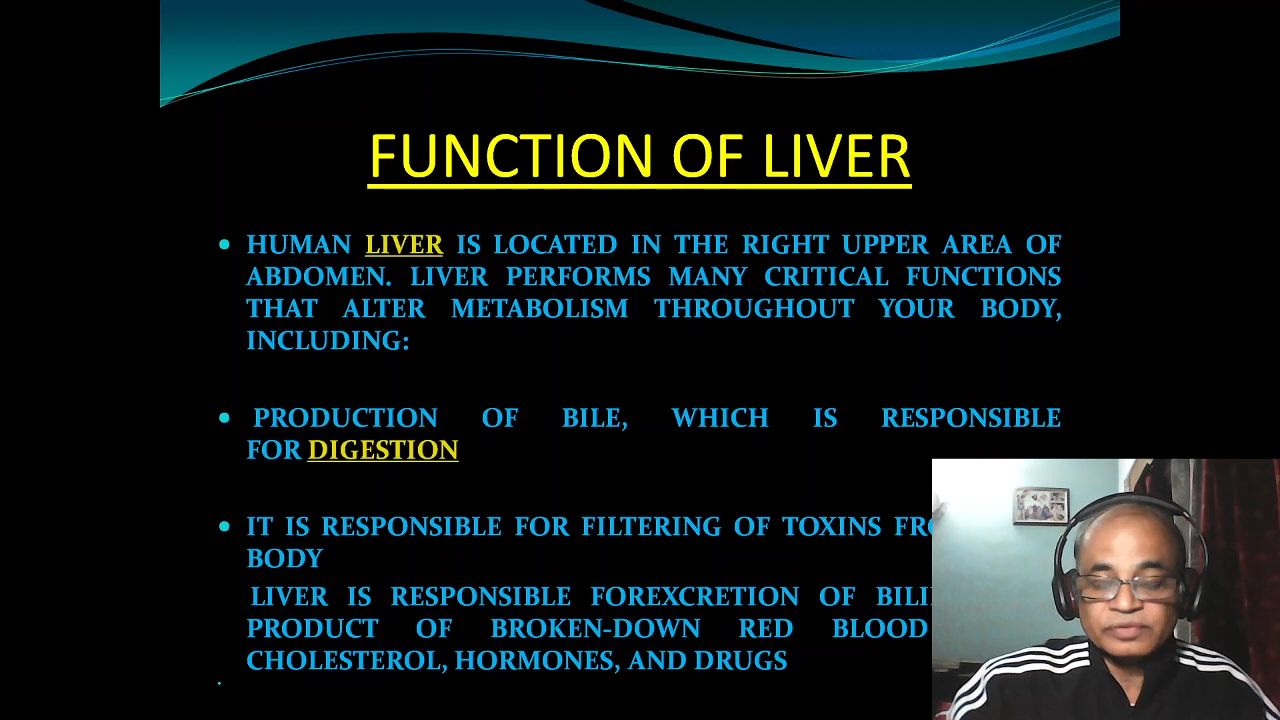 FUNCTION OF LIVER
• HUMAN LIVER IS LOCATED IN THE RIGHT UPPER AREA OF
ABDOMEN. LIVER PERFORMS MANY CRITICAL FUNCTIONS
THAT ALTER METABOLISM THROUGHOUT YOUR BODY,
INCLUDING:
• PRODUCTION OF BILE, WHICH IS RESPONSIBLE
FOR DIGESTION
• IT IS RESPONSIBLE FOR FILTERING OF TOXINS
BODY
LIVER IS RESPONSIBLE FOREXCRETION OF
PRODUCT OF BROKEN-DOWN RED BLOOD
CHOLESTEROL, HORMONES, AND DRUGS